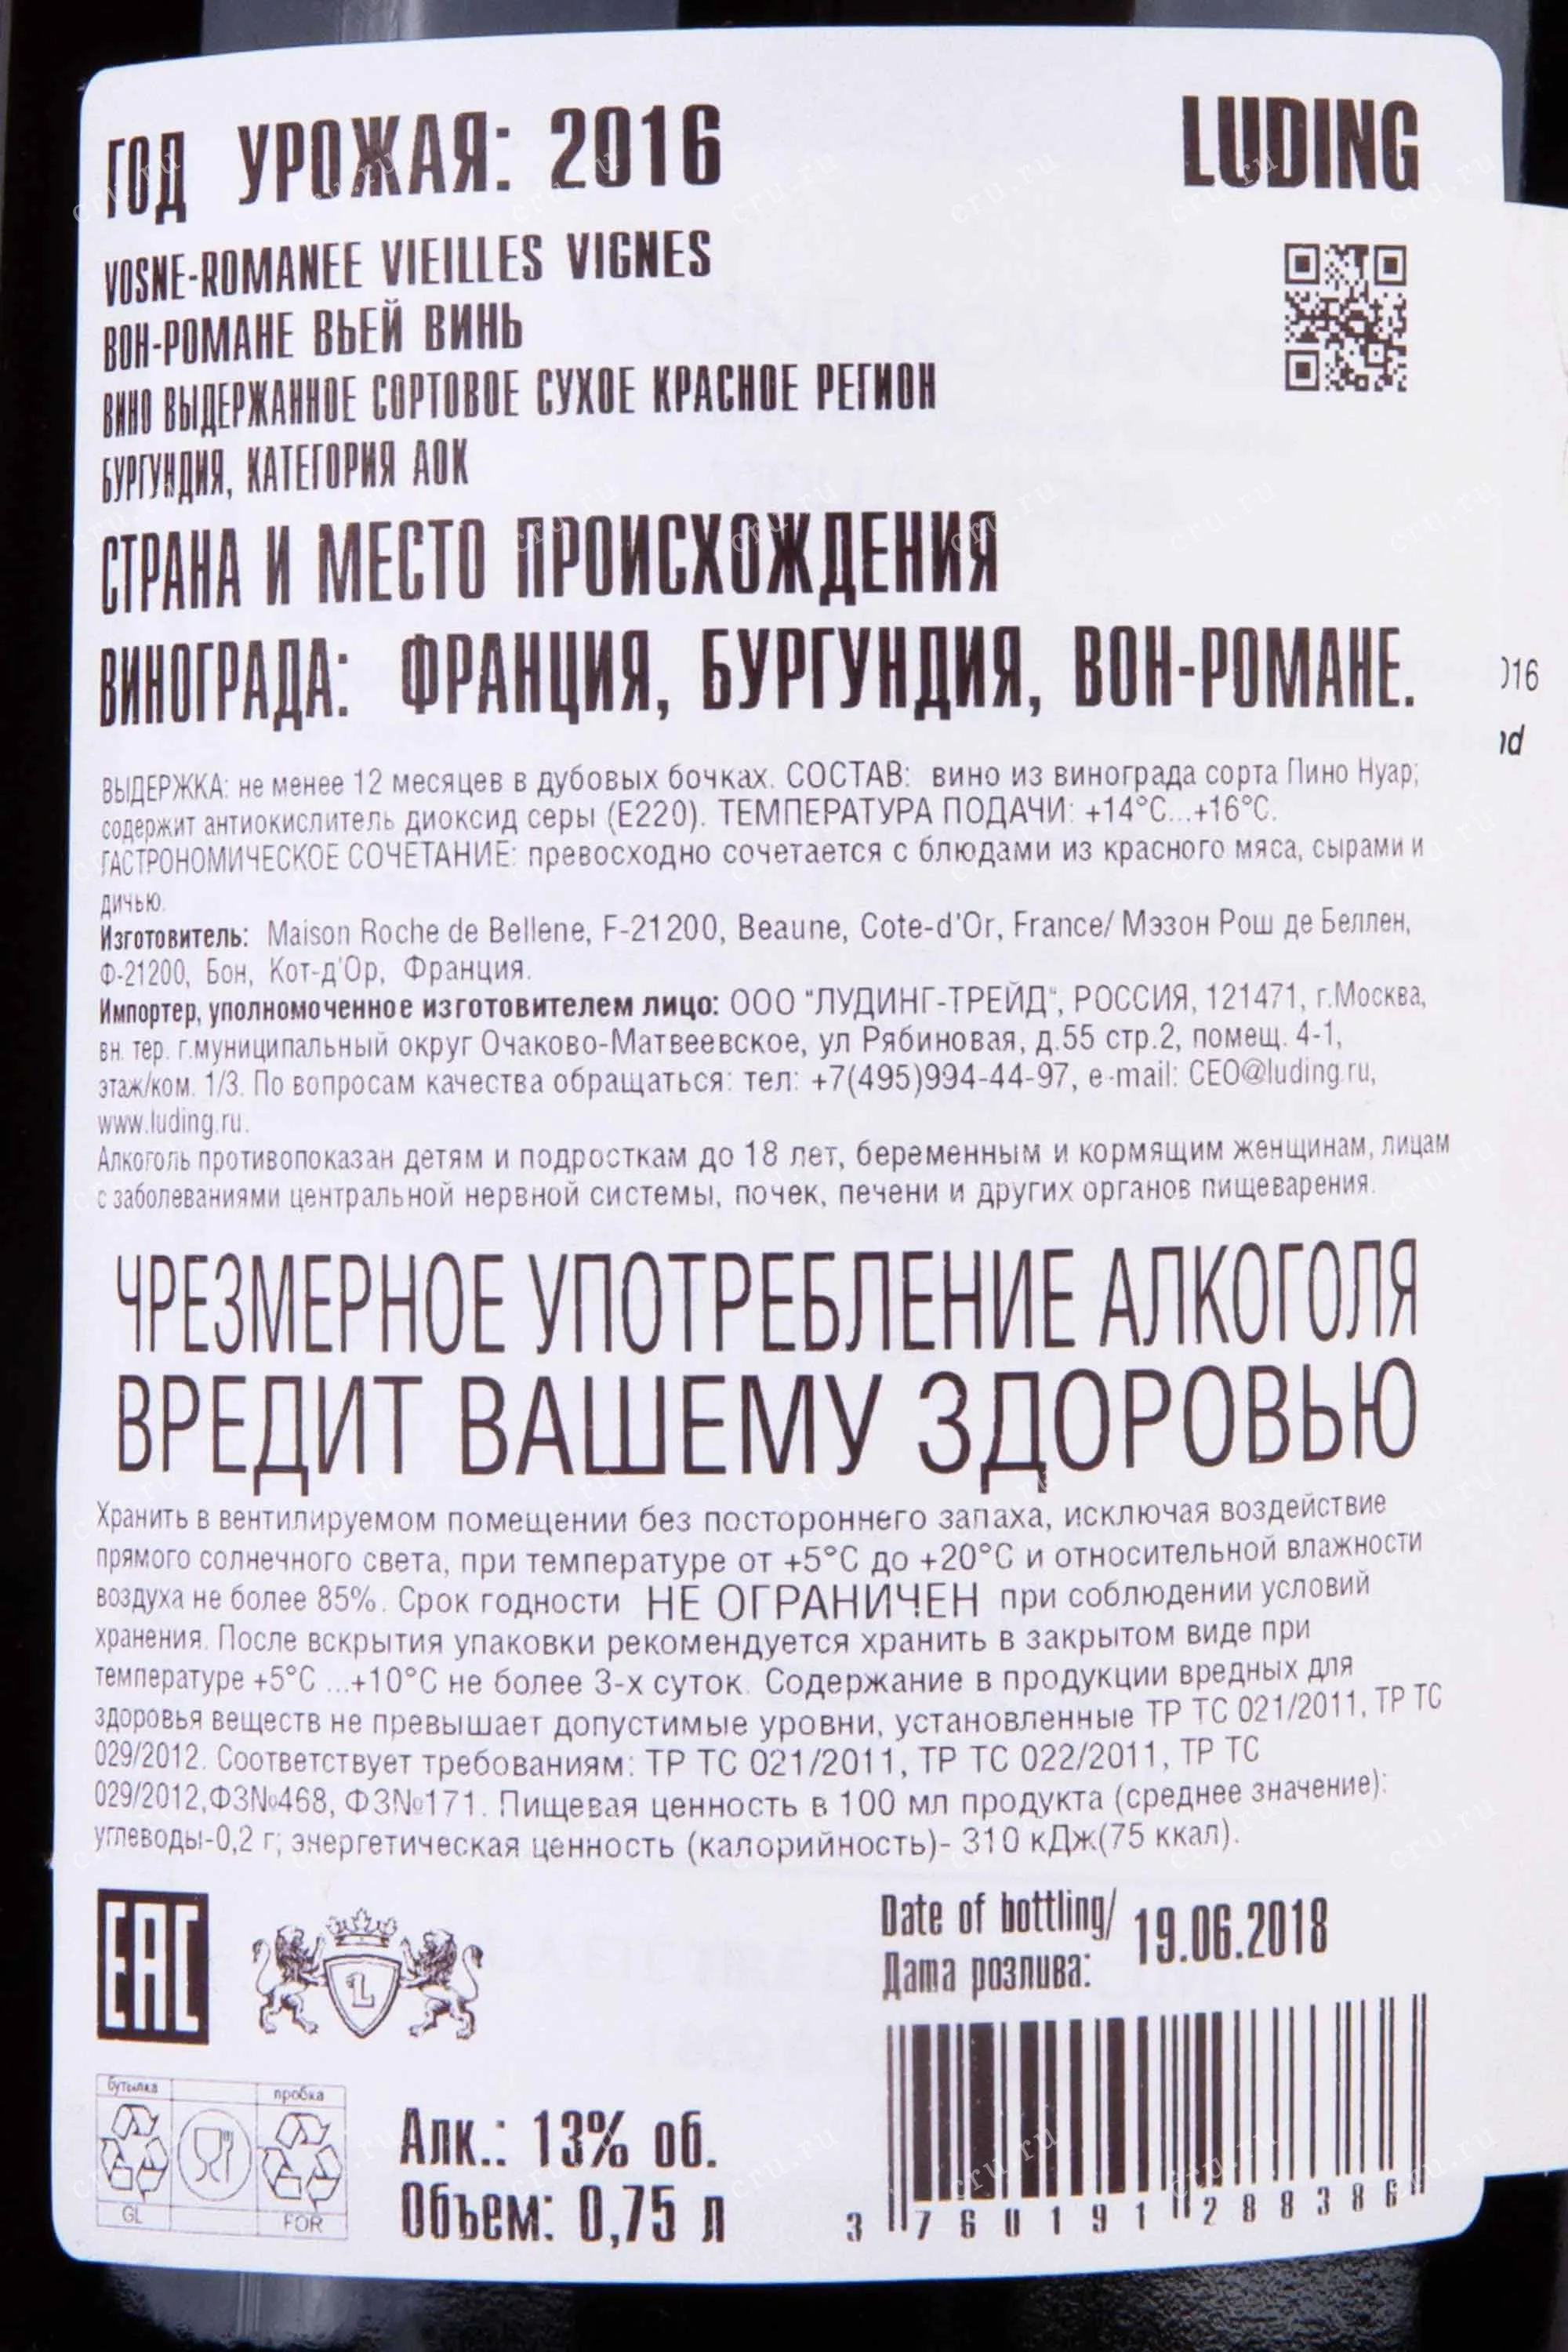 ГОД УРОЖАЯ: 2016
LUDING
VOSNE-ROMANEE VIEILLES VIGNES
ВОН-РОМАНЕ ВЬЕЙ ВИНЬ
ВИНО ВЫДЕРЖАННОЕ СОРТОВОЕ СУХОЕ КРАСНОЕ РЕГИОН
БУРГУНДИЯ, КАТЕГОРИЯ АОК
СТРАНА И МЕСТО ПРОИСХОЖДЕНИЯ
ВИНОГРАДА: ФРАНЦИЯ, БУРГУНДИЯ, ВОН-РОМАНЕ.
ВЫДЕРЖКА: не менее 12 месяцев в дубовых бочках. СОСТАВ: вино из винограда сорта Пино Нуар;
содержит антиокислитель диоксид серы (Е220). ТЕМПЕРАТУРА ПОДАЧИ: +14°С...+16°С.
ГАСТРОНОМИЧЕСКОЕ СОЧЕТАНИЕ: превосходно сочетается с блюдами из красного мяса, сырами и
дичью.
Изготовитель: Maison Roche de Bellene, F-21200, Beaune, Cote-d'Or, France/ Мэзон Рош де Беллен,
Ф-21200, Бон, Кот-д'Ор, Франция.
Импортер, уполномоченное изготовителем лицо: ООО "ЛУДИНГ-ТРЕЙД", РОССИЯ, 121471, г.Москва,
вн. тер. г.муниципальный округ Очаково-Матвеевское, ул Рябиновая, д.55 стр.2, помещ. 4-1,
этаж/ком. 1/3. По вопросам качества обращаться: тел: +7(495)994-44-97, e-mail: CEO@luding.ru,
www.luding.ru.
Алкоголь противопоказан детям и подросткам до 18 лет, беременным и кормящим женщинам, лицам
с заболеваниями центральной нервной системы, почек, печени и других органов пищеварения.
ЧРЕЗМЕРНОЕ УПОТРЕБЛЕНИЕ АЛКОГОЛЯ
ВРЕДИТ ВАШЕМУ ЗДОРОВЬЮ
Хранить в вентилируемом помещении без постороннего запаха, исключая воздействие
прямого солнечного света, при температуре от +5°С до +20°С и относительной влажности
воздуха не более 85%. Срок годности НЕ ОГРАНИЧЕН при соблюдении условий
хранения. После вскрытия упаковки рекомендуется хранить в закрытом виде при
температуре +5°С ...+10°С не более 3-х суток. Содержание в продукции вредных для
здоровья веществ не превышает допустимые уровни, установленные ТР ТС 021/2011, ТР ТС
029/2012. Соответствует требованиям: ТР ТС 021/2011, ТР ТС 022/2011, ТР ТС
029/2012,ФЗ№468, ФЗ№171. Пищевая ценность в 100 мл продукта (среднее значение):
углеводы-0,2 г; энергетическая ценность (калорийность)- 310 кДж(75 ккал).
EAC
L
Date of bottling/
Дата розлива:
19.06.2018
бутылка
пробка
GL
FOR
Алк.: 13% об.
Объем: 0,75 л
3 760191 288386
016
nd
cru.ru